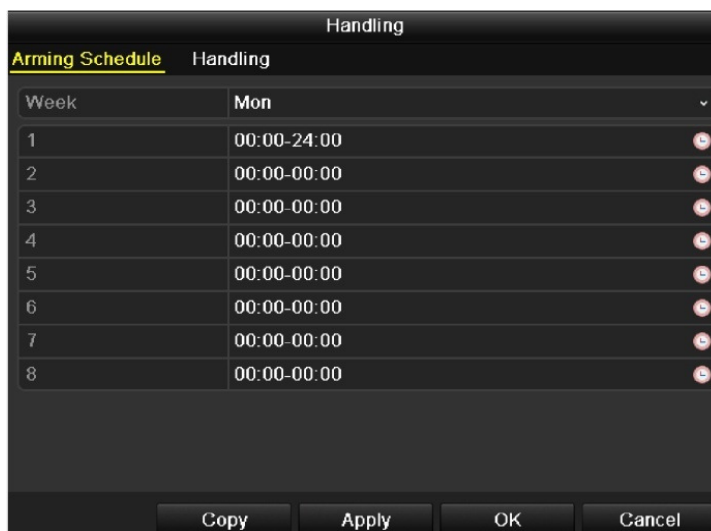 Handling
Arming Schedule Handling
Week Mon
1 00:00-24:00
2 00:00-00:00
3 00:00-00:00
4 00:00-00:00
5 00:00-00:00
6 00:00-00:00
7 00:00-00:00
8 00:00-00:00
Copy Apply OK Cancel